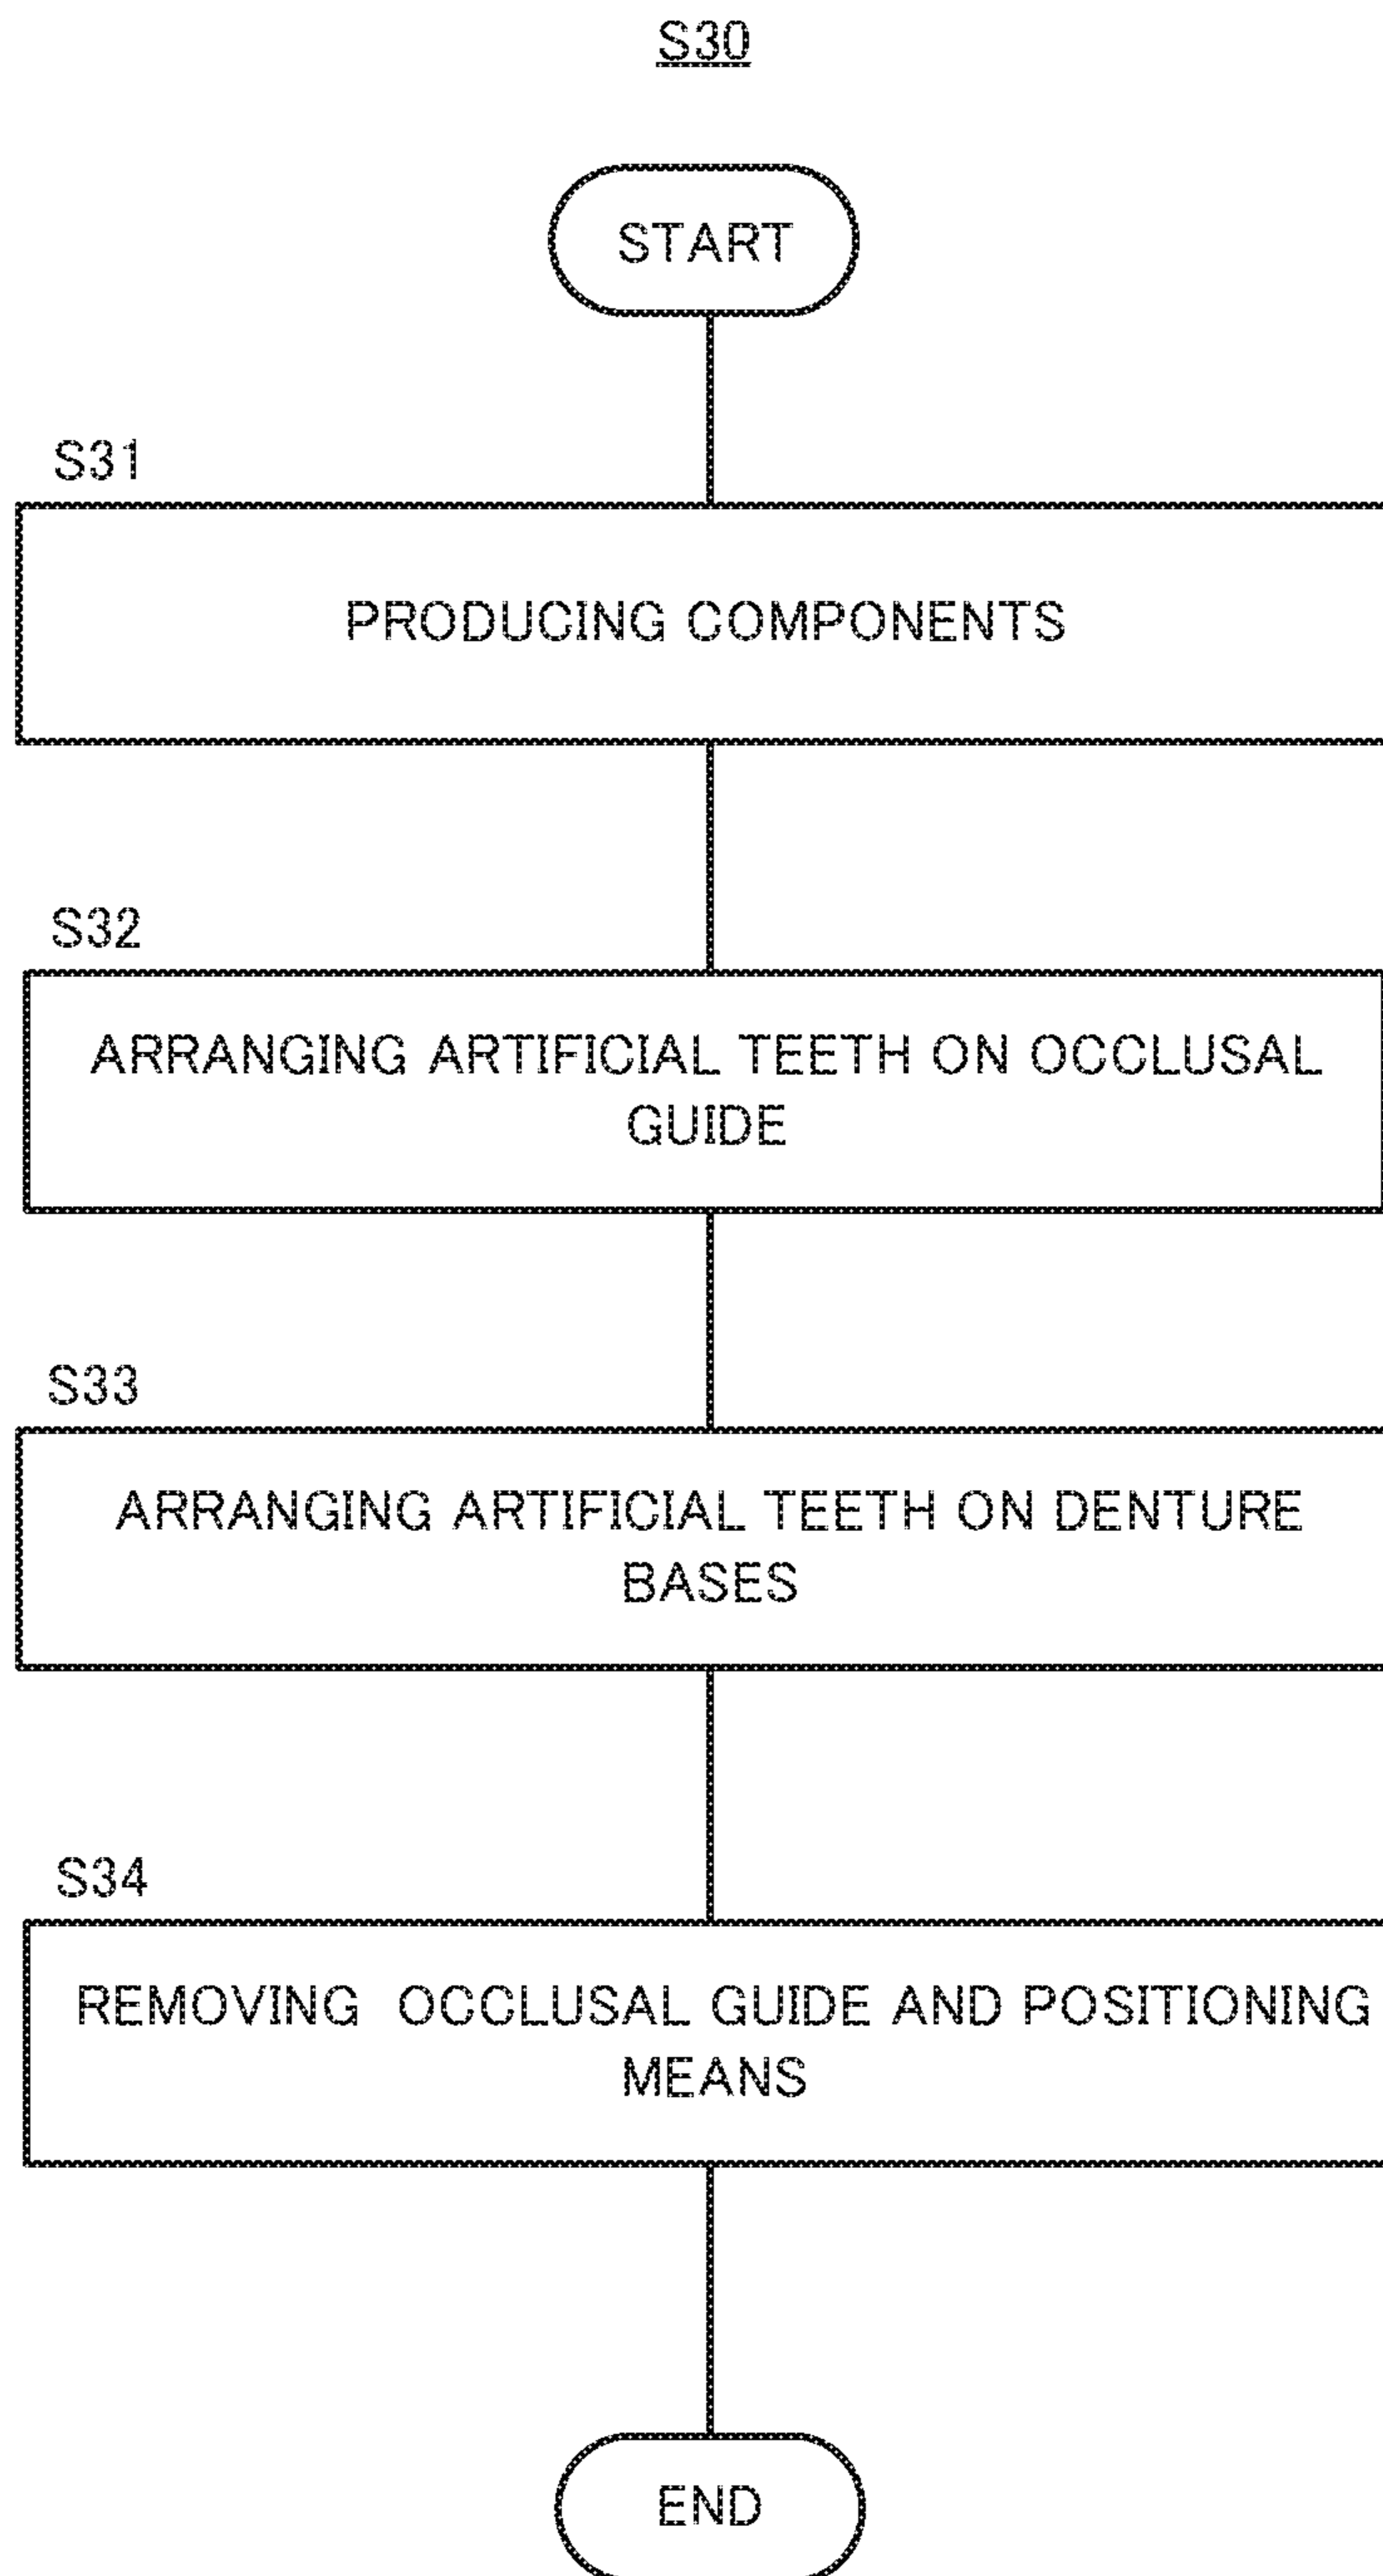 S30
START
S31
PRODUCING COMPONENTS
S32
ARRANGING ARTIFICIAL TEETH ON OCCLUSAL
GUIDE
S33
ARRANGING ARTIFICIAL TEETH ON DENTURE
BASES
S34
REMOVING OCCLUSAL GUIDE AND POSITIONING
MEANS
END